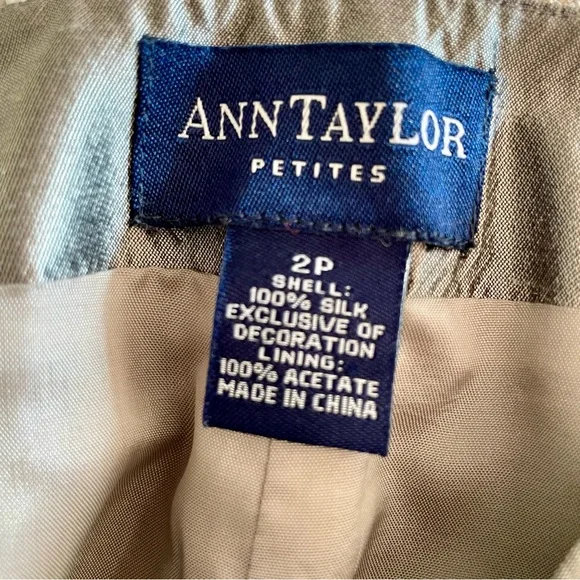 ANNTAYLOR
PETITES
2P
SHELL:
100% SILK
EXCLUSIVE OF
DECORATION
LINING:
100% ACETATE
MADE IN CHINA